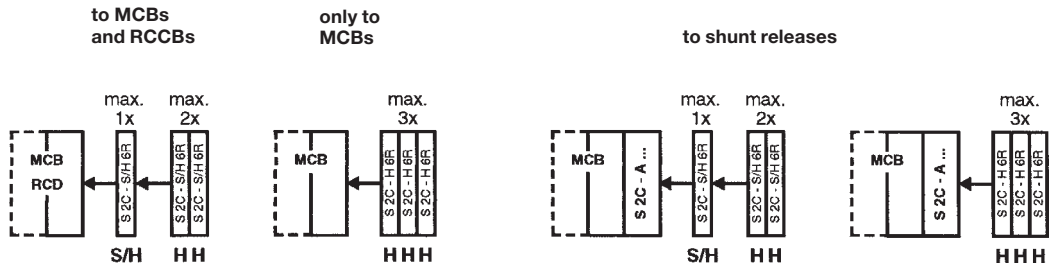 to MCBs
and RCCBs
only to
MCBs
to shunt releases
max.
1x
max.
2x
MCB
RCD
S 2C - S/H 6R
S 2C - S/H 6R
S 2C - S/H 6R
S/H
H H
max.
3x
MCB
S 2C - H 6R
S 2C - H 6R
S 2C - H 6R
H H H
max.
1x
max.
2x
MCB
S 2C - A ...
S 2C - S/H 6R
S 2C - S/H 6R
S 2C - S/H 6R
S/H
H H
max.
3x
MCB
S 2C - A ...
S 2C - H 6R
S 2C - H 6R
S 2C - H 6R
H H H